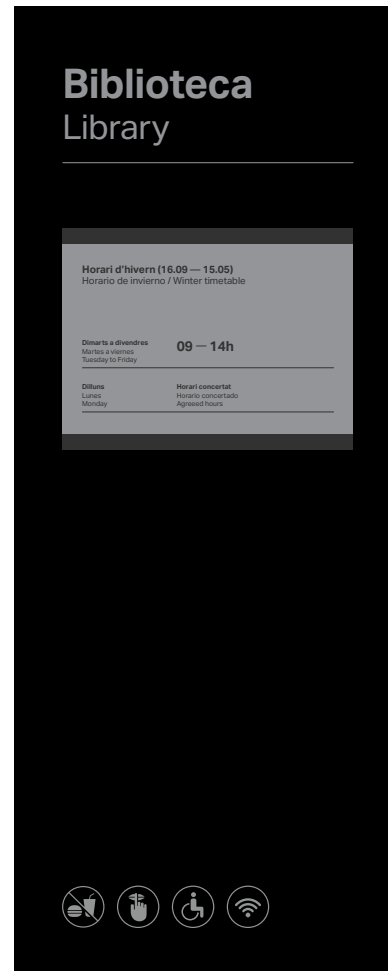 Biblioteca
Library
Horari d’hivern (16.09 — 15.05)
Horario de invierno / Winter timetable
Dimarts a divendres
Martes a viernes
Tuesday to Friday
09 — 14h
Dilluns
Lunes
Monday
Horari concertat
Horario concertado
Agreeed hours